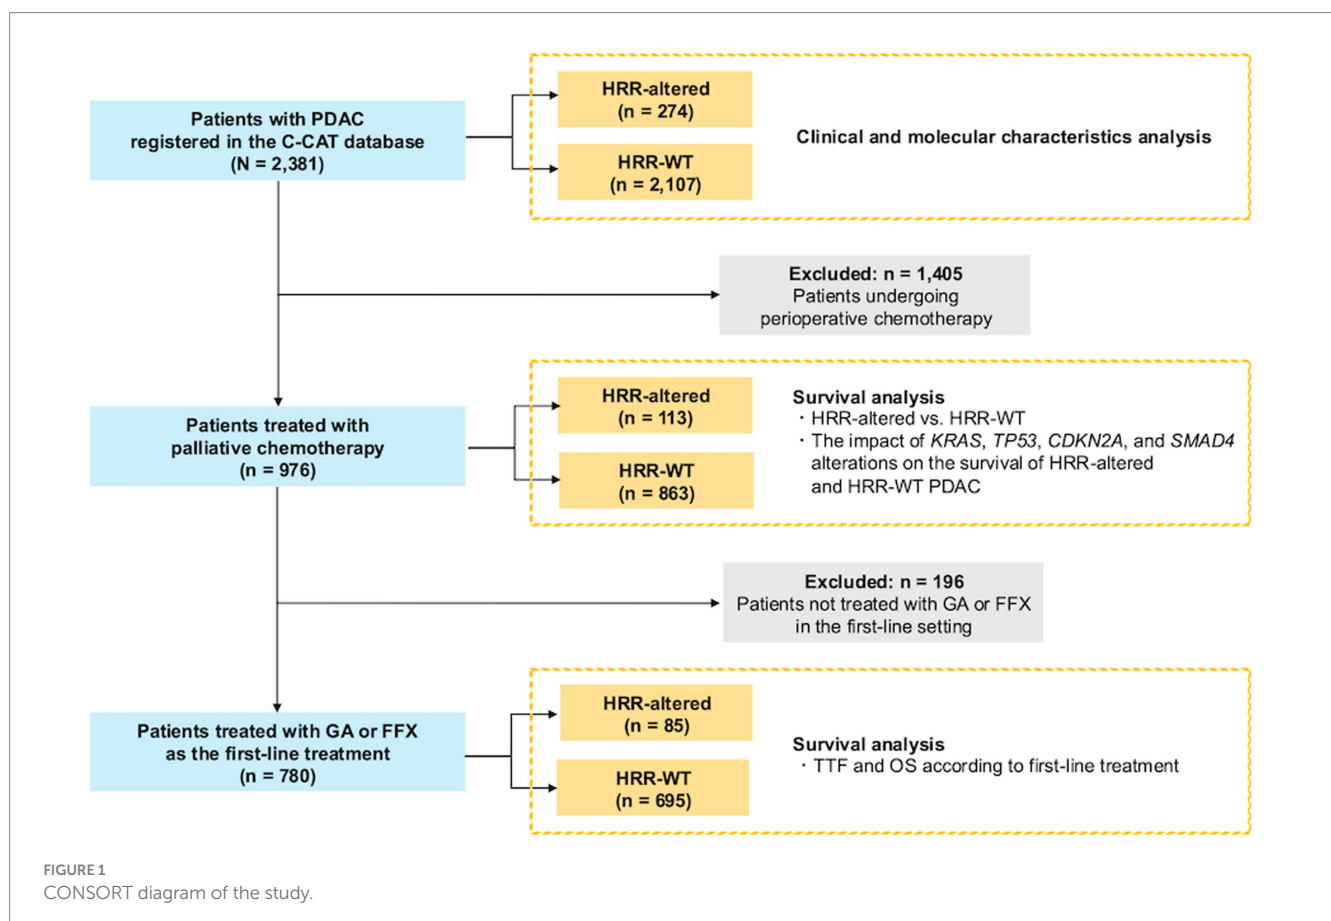 Patients with PDAC
registered in the C-CAT database
(N = 2,381)
HRR-altered
(n = 274)
HRR-WT
(n = 2,107)
Clinical and molecular characteristics analysis
Excluded: n = 1,405
Patients undergoing
perioperative chemotherapy
Patients treated with
palliative chemotherapy
(n = 976)
HRR-altered
(n = 113)
HRR-WT
(n = 863)
Survival analysis
· HRR-altered vs. HRR-WT
· The impact of KRAS, TP53, CDKN2A, and SMAD4
alterations on the survival of HRR-altered
and HRR-WT PDAC
Excluded: n = 196
Patients not treated with GA or FFX
in the first-line setting
Patients treated with GA or FFX
as the first-line treatment
(n = 780)
HRR-altered
(n = 85)
HRR-WT
(n = 695)
Survival analysis
· TTF and OS according to first-line treatment
FIGURE 1
CONSORT diagram of the study.